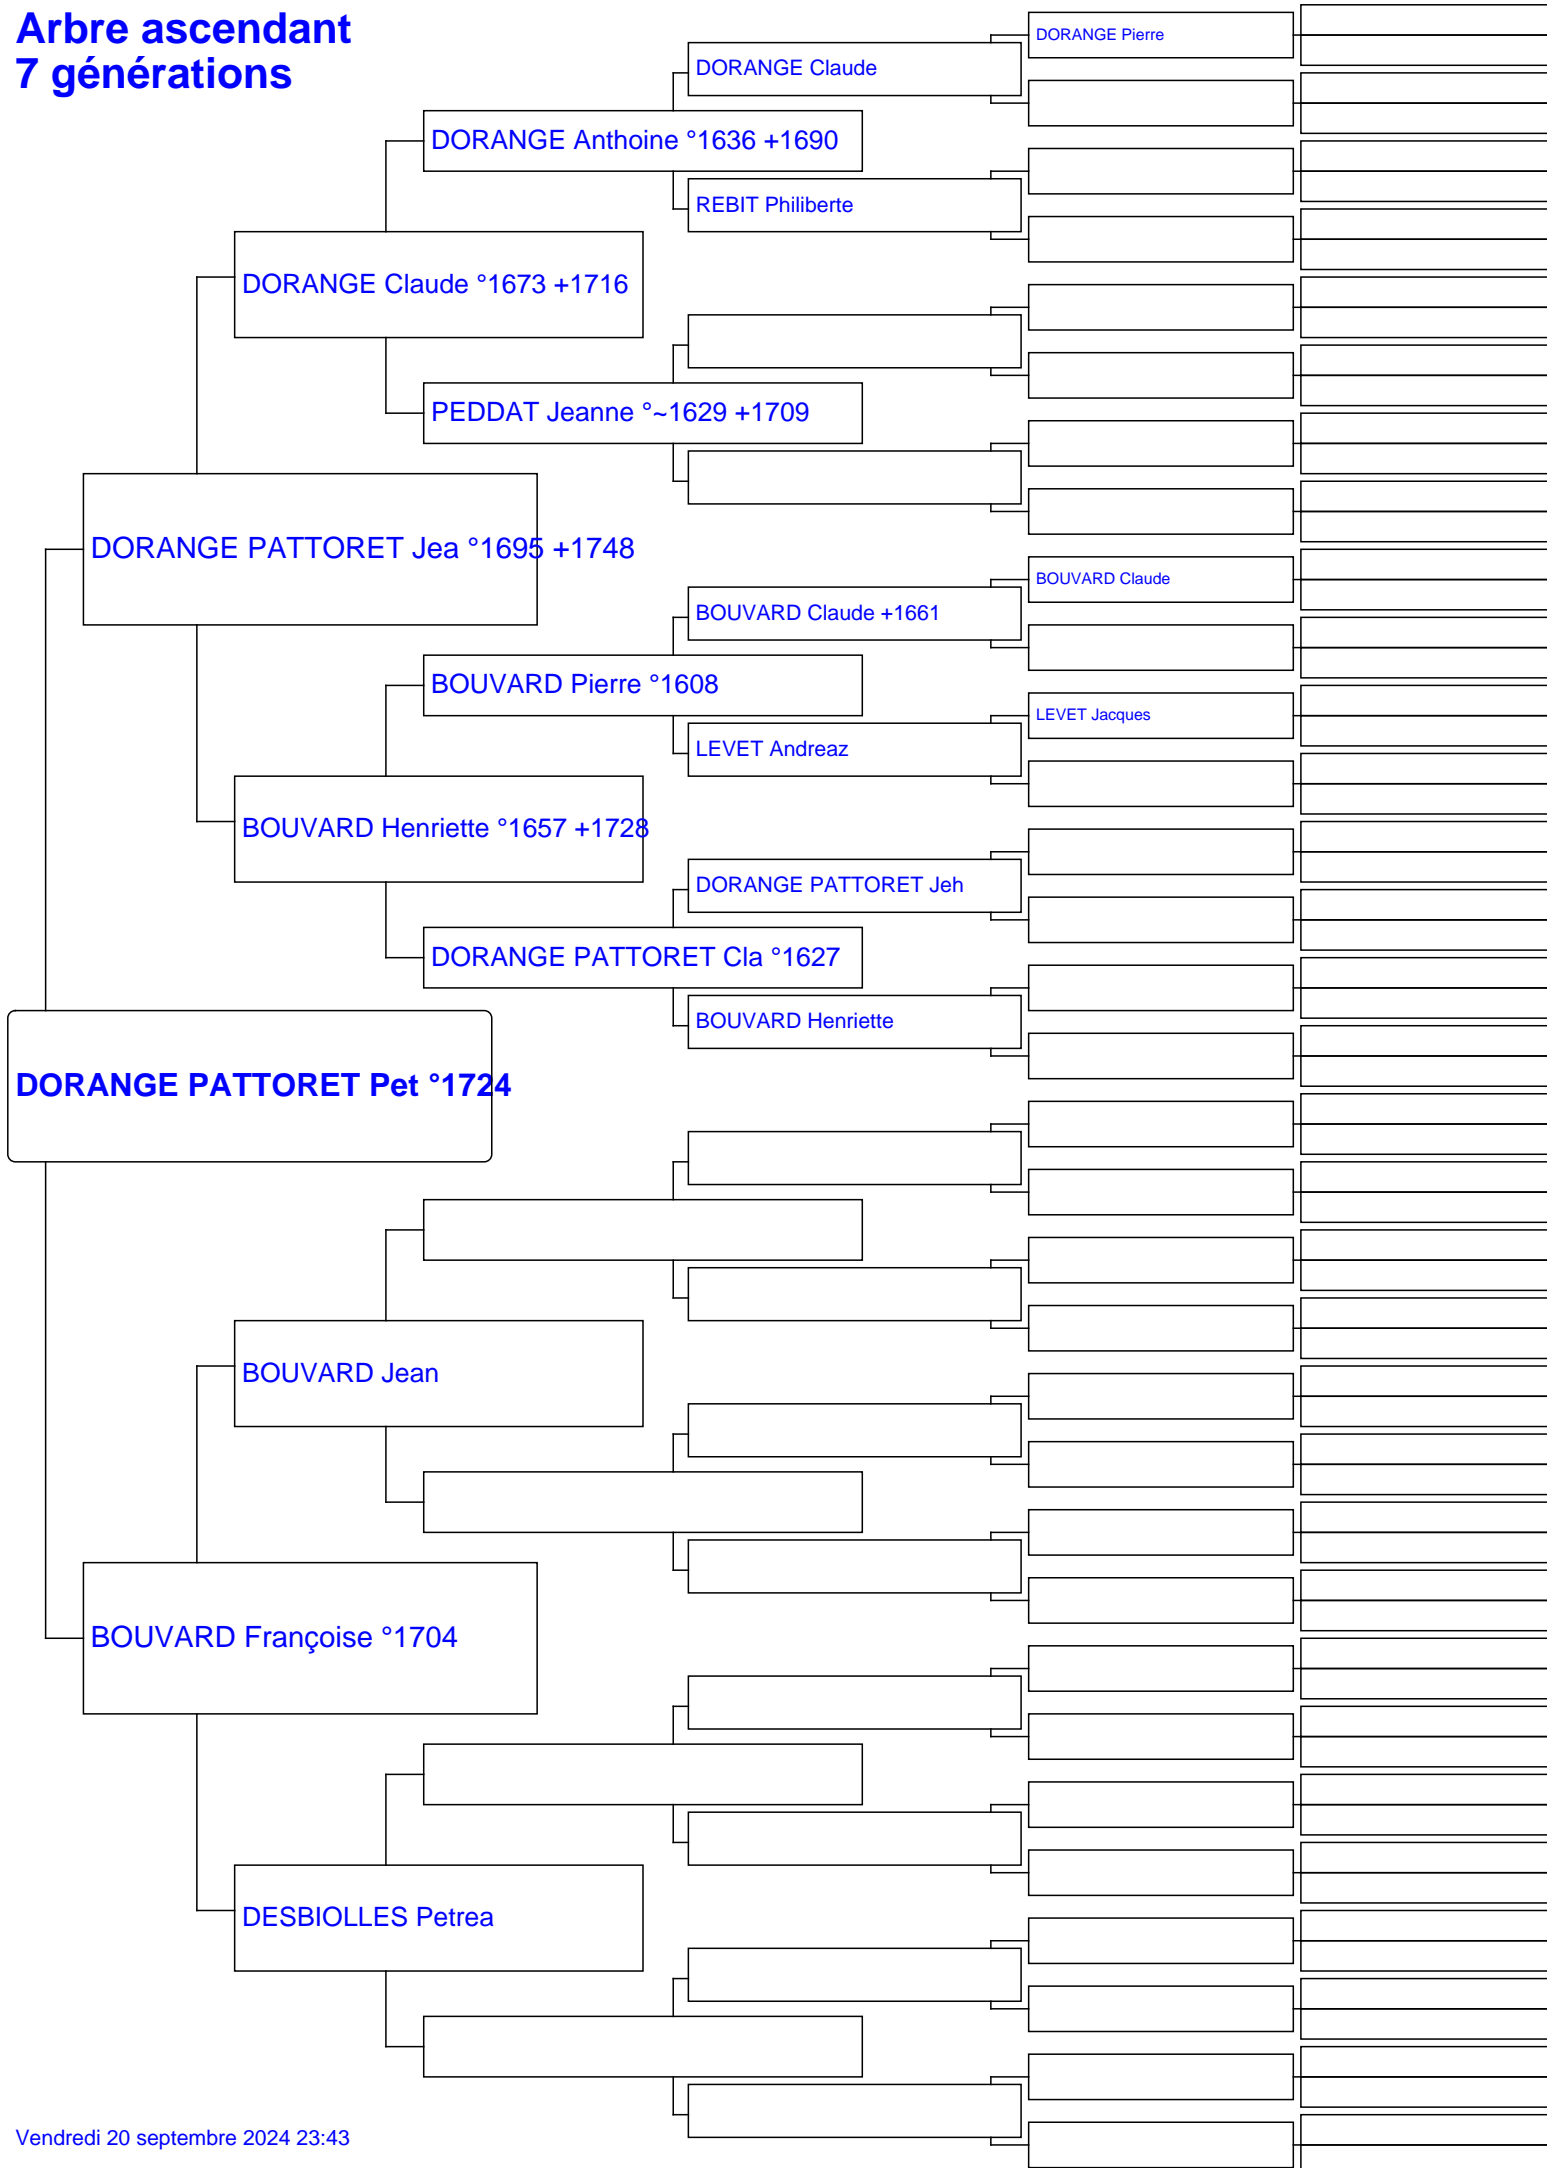 Arbre ascendant
7 générations
DORANGE Pierre
DORANGE Claude
DORANGE Anthoine °1636 +1690
REBIT Philiberte
DORANGE Claude °1673 +1716
PEDDAT Jeanne °~1629 +1709
DORANGE PATTORET Jea °1695 +1748
BOUVARD Claude
BOUVARD Claude +1661
BOUVARD Pierre °1608
LEVET Jacques
LEVET Andreaz
BOUVARD Henriette °1657 +1728
DORANGE PATTORET Jeh
DORANGE PATTORET Cla °1627
BOUVARD Henriette
DORANGE PATTORET Pet °1724
BOUVARD Jean
BOUVARD Françoise °1704
DESBIOLLES Petrea
Vendredi 20 septembre 2024 23:43